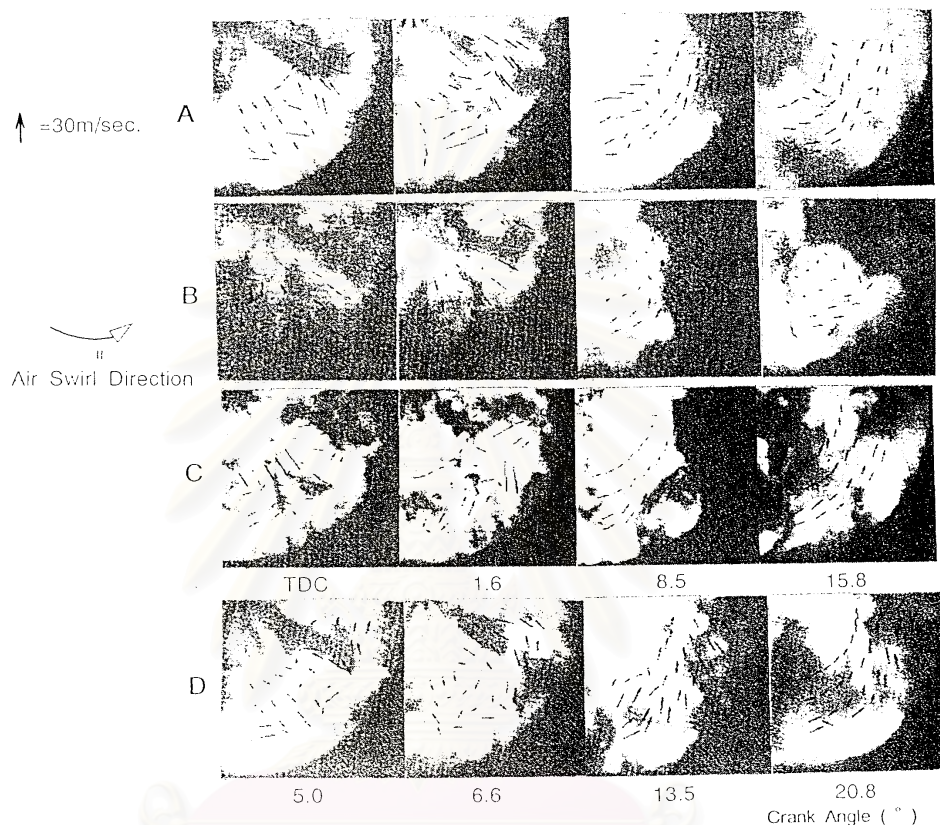 A
=30m/sec.
B
Air Swirl Direction
C
TDC 1.6 8.5 15.8
D
5.0 6.6 13.5 20.8
Crank Angle ( ° )